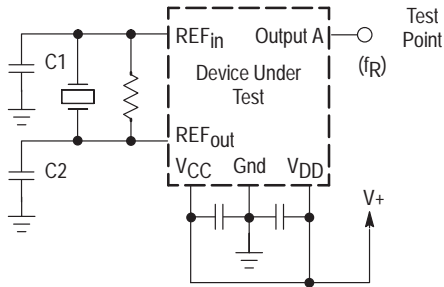 C1
REFin
Output A
Test
Point
(fR)
Device Under
Test
REFout
C2
VCC
Gnd
VDD
V+